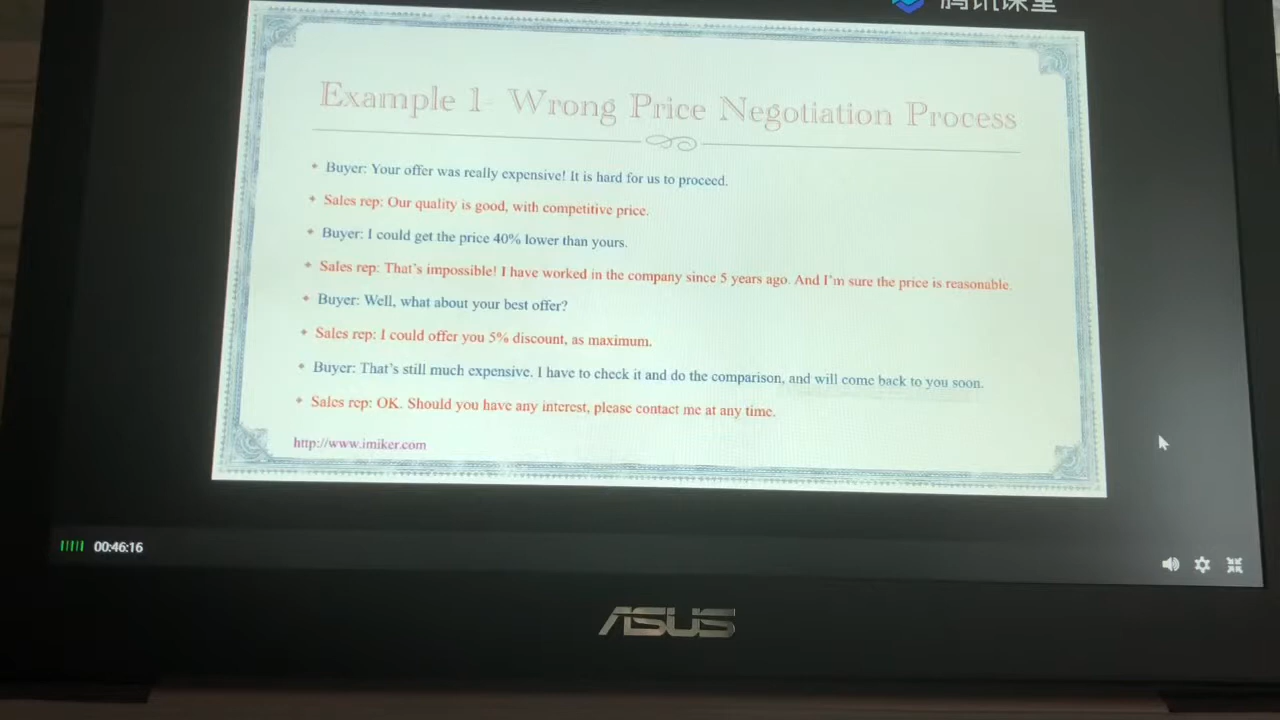 腾讯课堂
Example 1- Wrong Price Negotiation Process
Buyer: Your offer was really expensive! It is hard for us to proceed.
Sales rep: Our quality is good, with competitive price.
Buyer: I could get the price 40% lower than yours.
Sales rep: That's impossible! I have worked in the company since 5 years ago. And I'm sure the price is reasonable.
Buyer: Well, what about your best offer?
Sales rep: I could offer you 5% discount, as maximum.
Buyer: That's still much expensive. I have to check it and do the comparison, and will come back to you soon.
Sales rep: OK. Should you have any interest, please contact me at any time.
http://www.imiker.com
00:46:16
ASUS